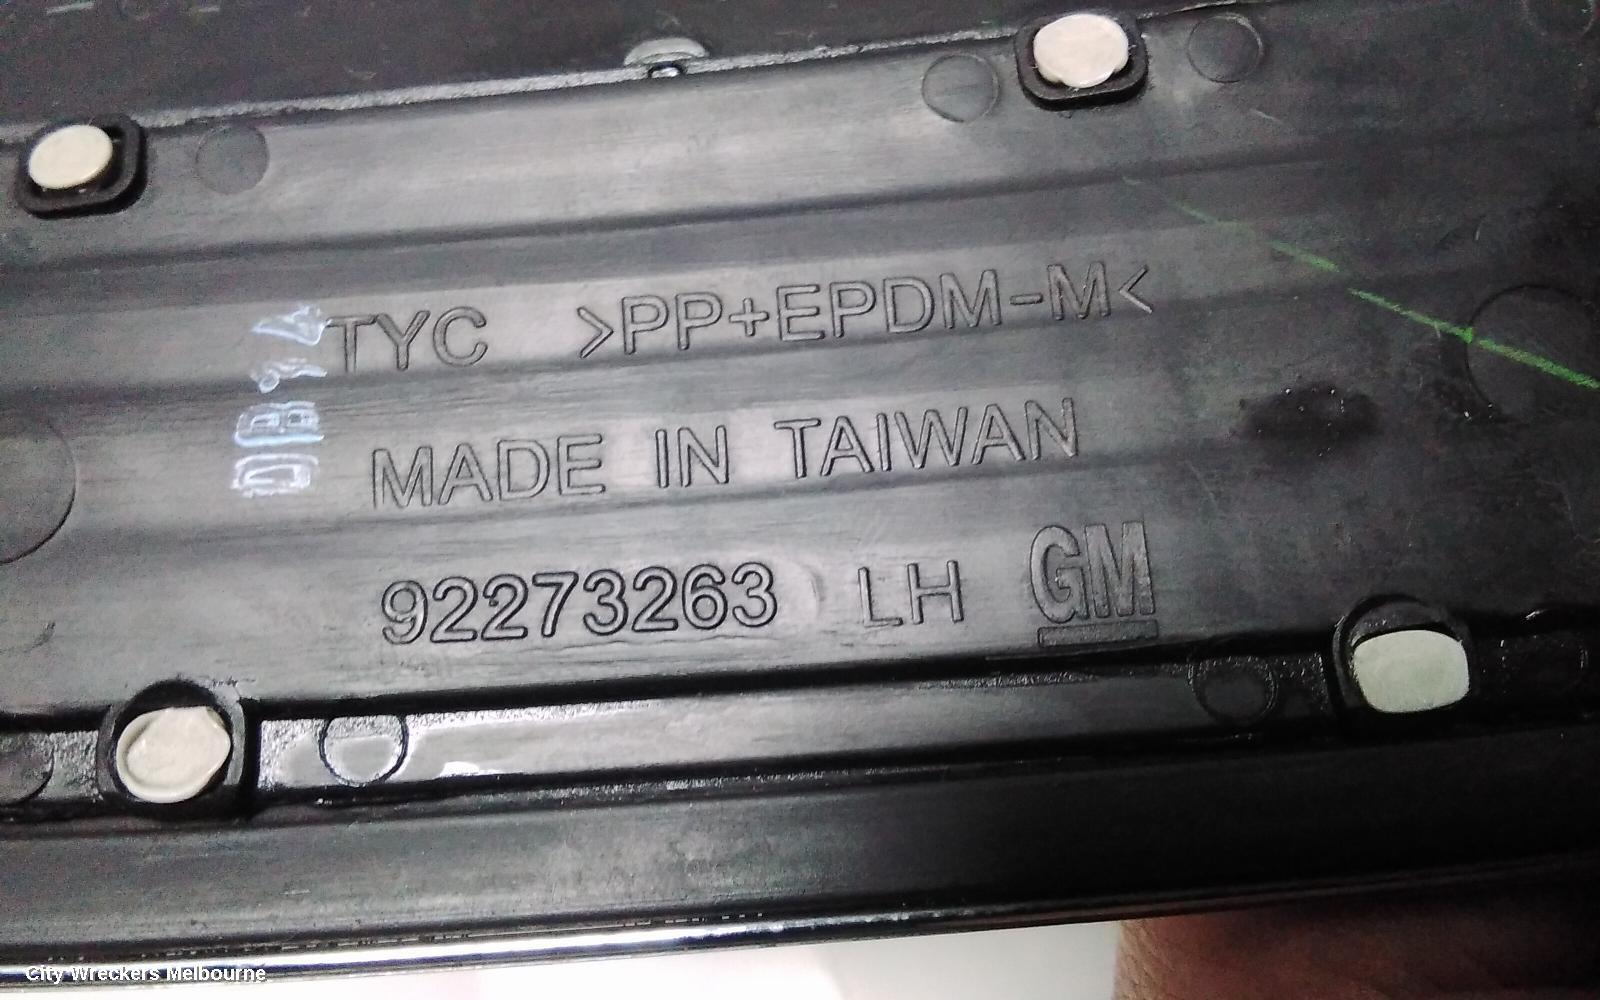 TYC >PP+EPDM-M<
MADE IN TAIWAN
92273263 LH GM
City Wreckers Melbourne